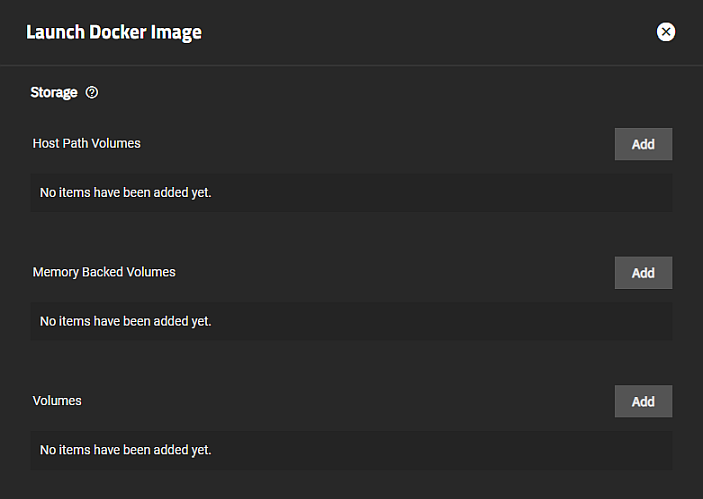 Launch Docker Image
Storage
Host Path Volumes
Add
No items have been added yet.
Memory Backed Volumes
Add
No items have been added yet.
Volumes
Add
No items have been added yet.